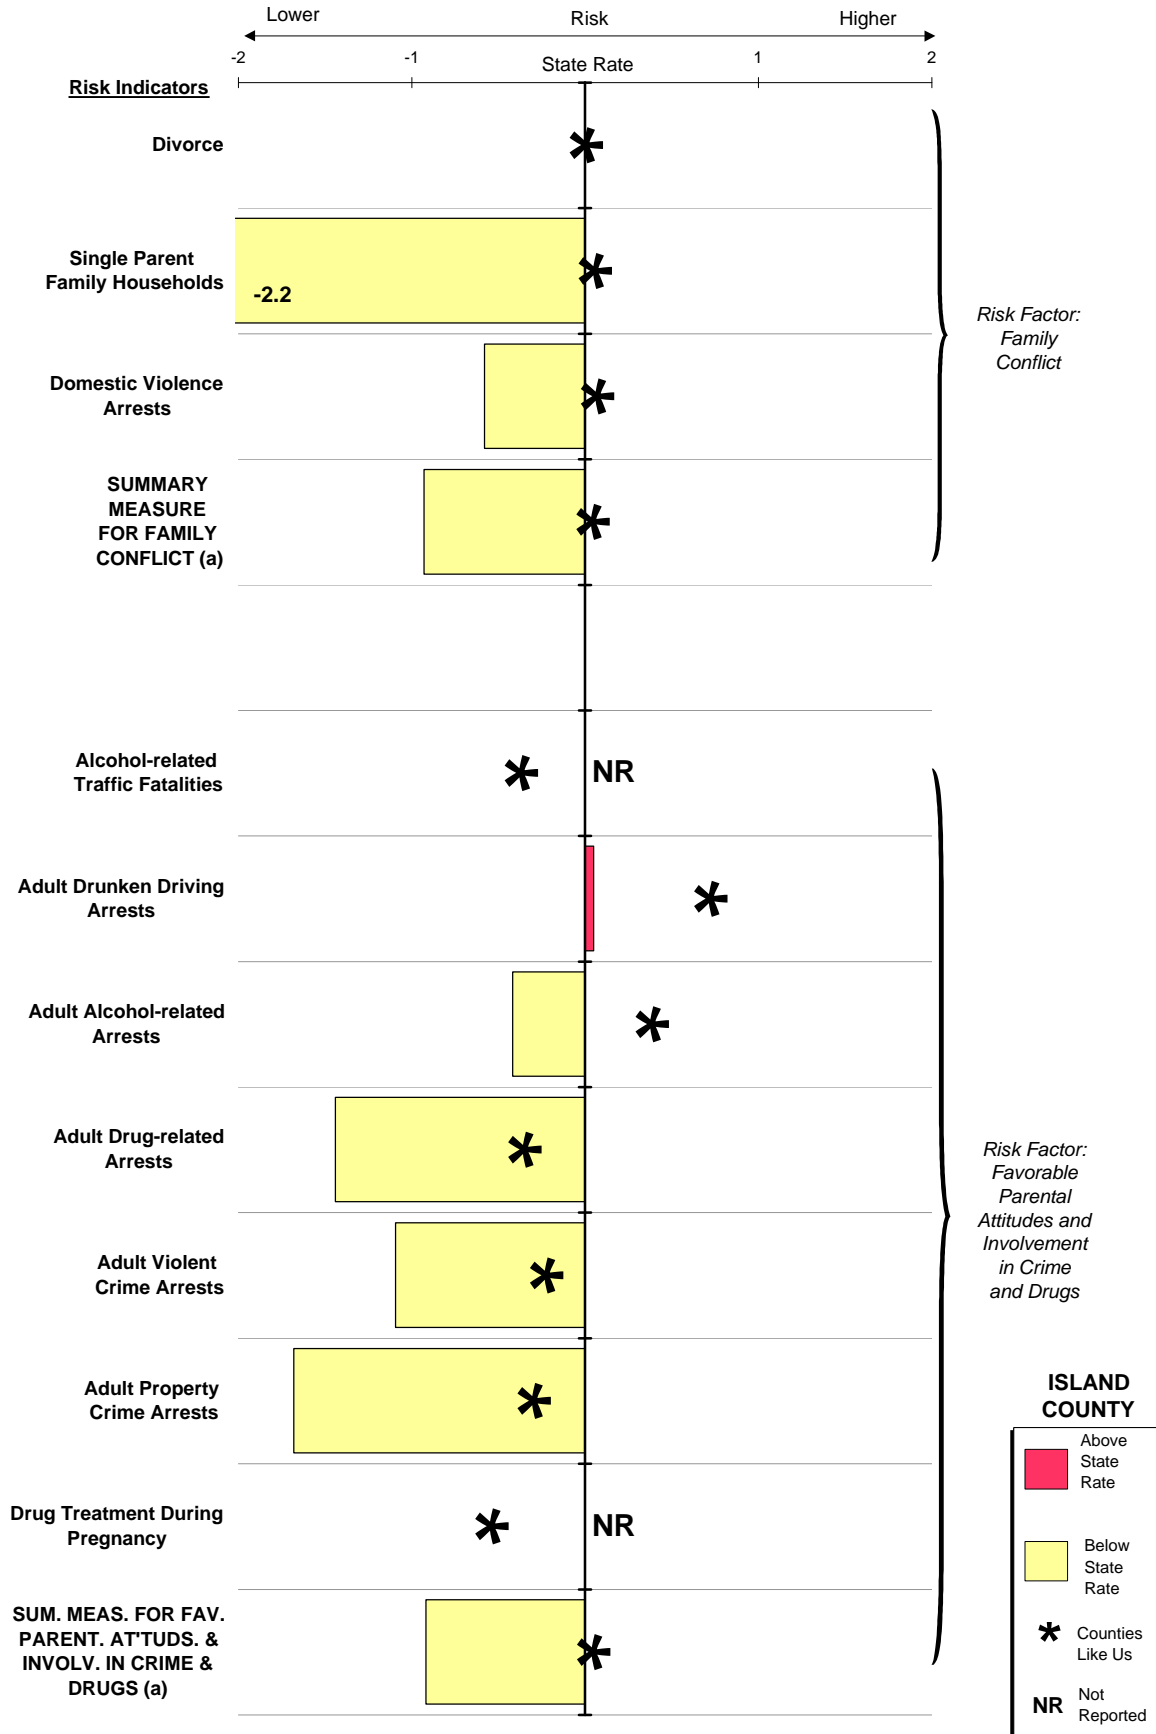 Lower
Risk
Higher
-2
-1
State Rate
1
2
Risk Indicators
Divorce
Single Parent
Family Households
-2.2
Domestic Violence
Arrests
SUMMARY
MEASURE
FOR FAMILY
CONFLICT (a)
Risk Factor:
Family
Conflict
Alcohol-related
Traffic Fatalities
NR
Adult Drunken Driving
Arrests
Adult Alcohol-related
Arrests
Adult Drug-related
Arrests
Adult Violent
Crime Arrests
Adult Property
Crime Arrests
Drug Treatment During
Pregnancy
NR
SUM. MEAS. FOR FAV.
PARENT. AT'TUDS. &
INVOLV. IN CRIME &
DRUGS (a)
Risk Factor:
Favorable
Parental
Attitudes and
Involvement
in Crime
and Drugs
ISLAND
COUNTY
Above
State
Rate
Below
State
Rate
* Counties
Like Us
NR Not
Reported